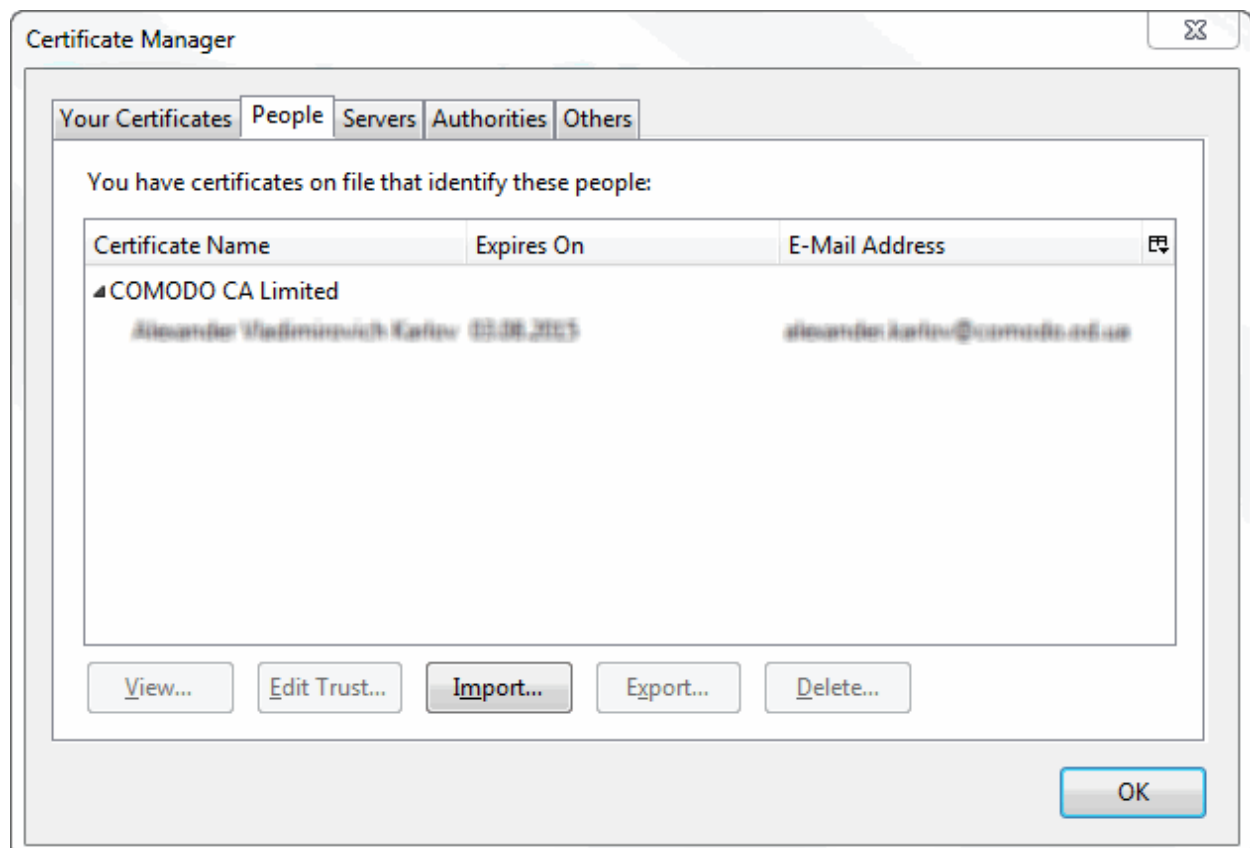 Certificate Manager
Your Certificates People Servers Authorities Others
You have certificates on file that identify these people:
Certificate Name Expires On E-Mail Address
COMODO CA Limited
View... Edit Trust... Import... Export... Delete...
OK